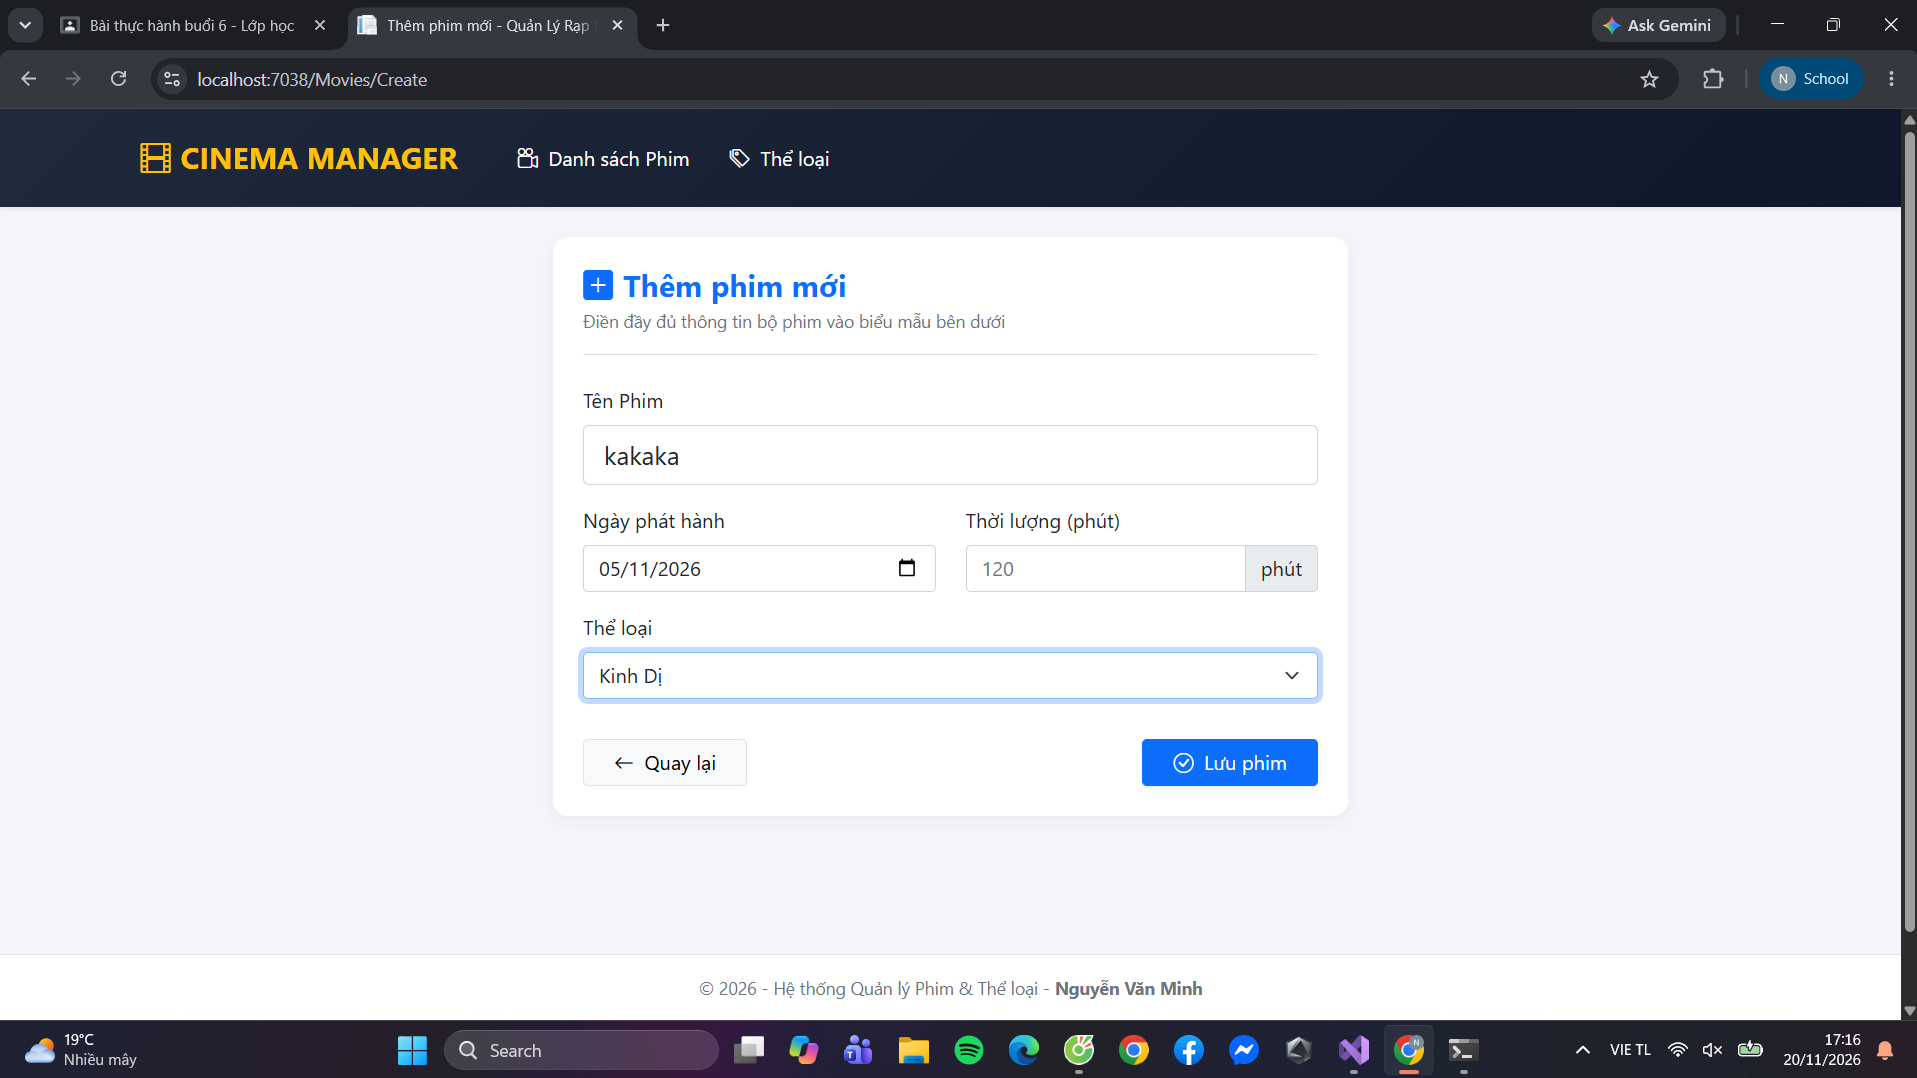 Bài thực hành buổi 6 - Lớp học
Thêm phim mới - Quản Lý Rạp
Ask Gemini
localhost:7038/Movies/Create
N School
CINEMA MANAGER
Danh sách Phim
Thể loại
Thêm phim mới
Điền đầy đủ thông tin bộ phim vào biểu mẫu bên dưới
Tên Phim
kakaka
Ngày phát hành
Thời lượng (phút)
05/11/2026
120
phút
Thể loại
Kinh Dị
Quay lại
Lưu phim
© 2026 - Hệ thống Quản lý Phim & Thể loại - Nguyễn Văn Minh
19°C
Nhiều mây
Search
VIE TL
17:16
20/11/2026